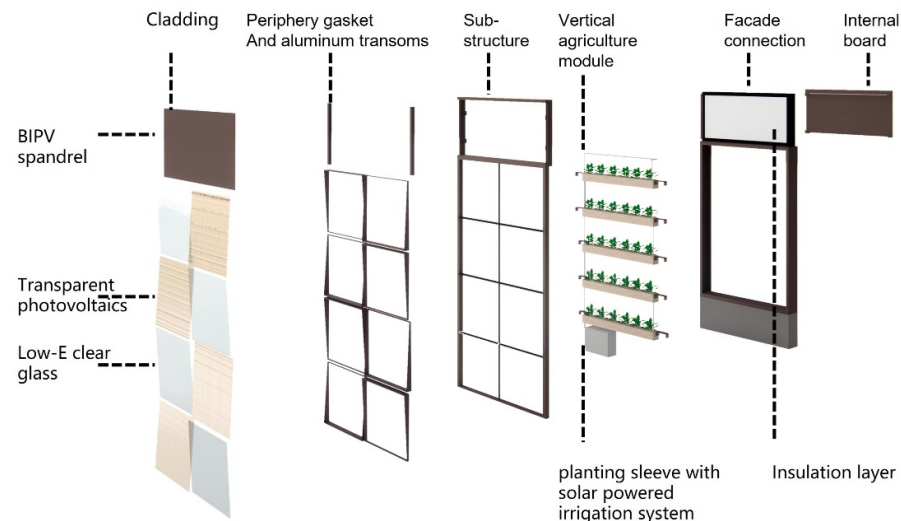 Cladding
Periphery gasket
And aluminum transoms
Sub-
structure
Vertical
agriculture
module
Facade
connection
Internal
board
BIPV
spandrel
Transparent
photovoltaics
Low-E clear
glass
planting sleeve with
solar powered
irrigation system
Insulation layer